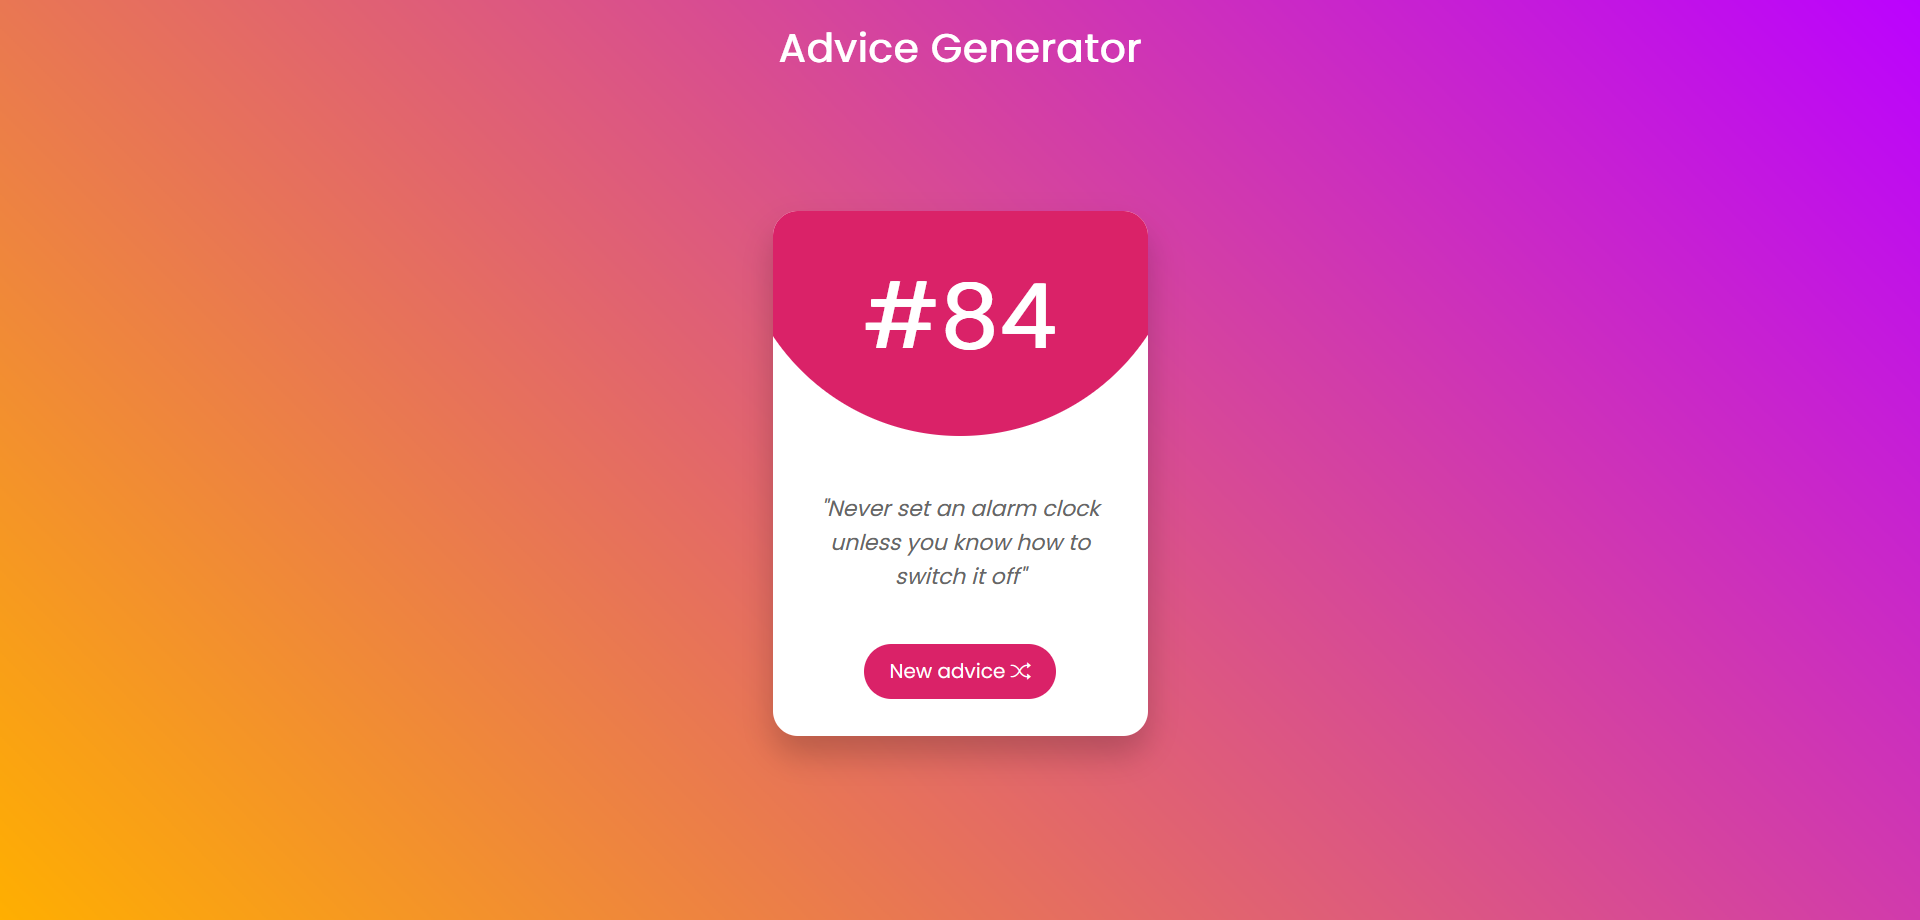 Advice Generator
#84
"Never set an alarm clock
unless you know how to
switch it off"
New advice